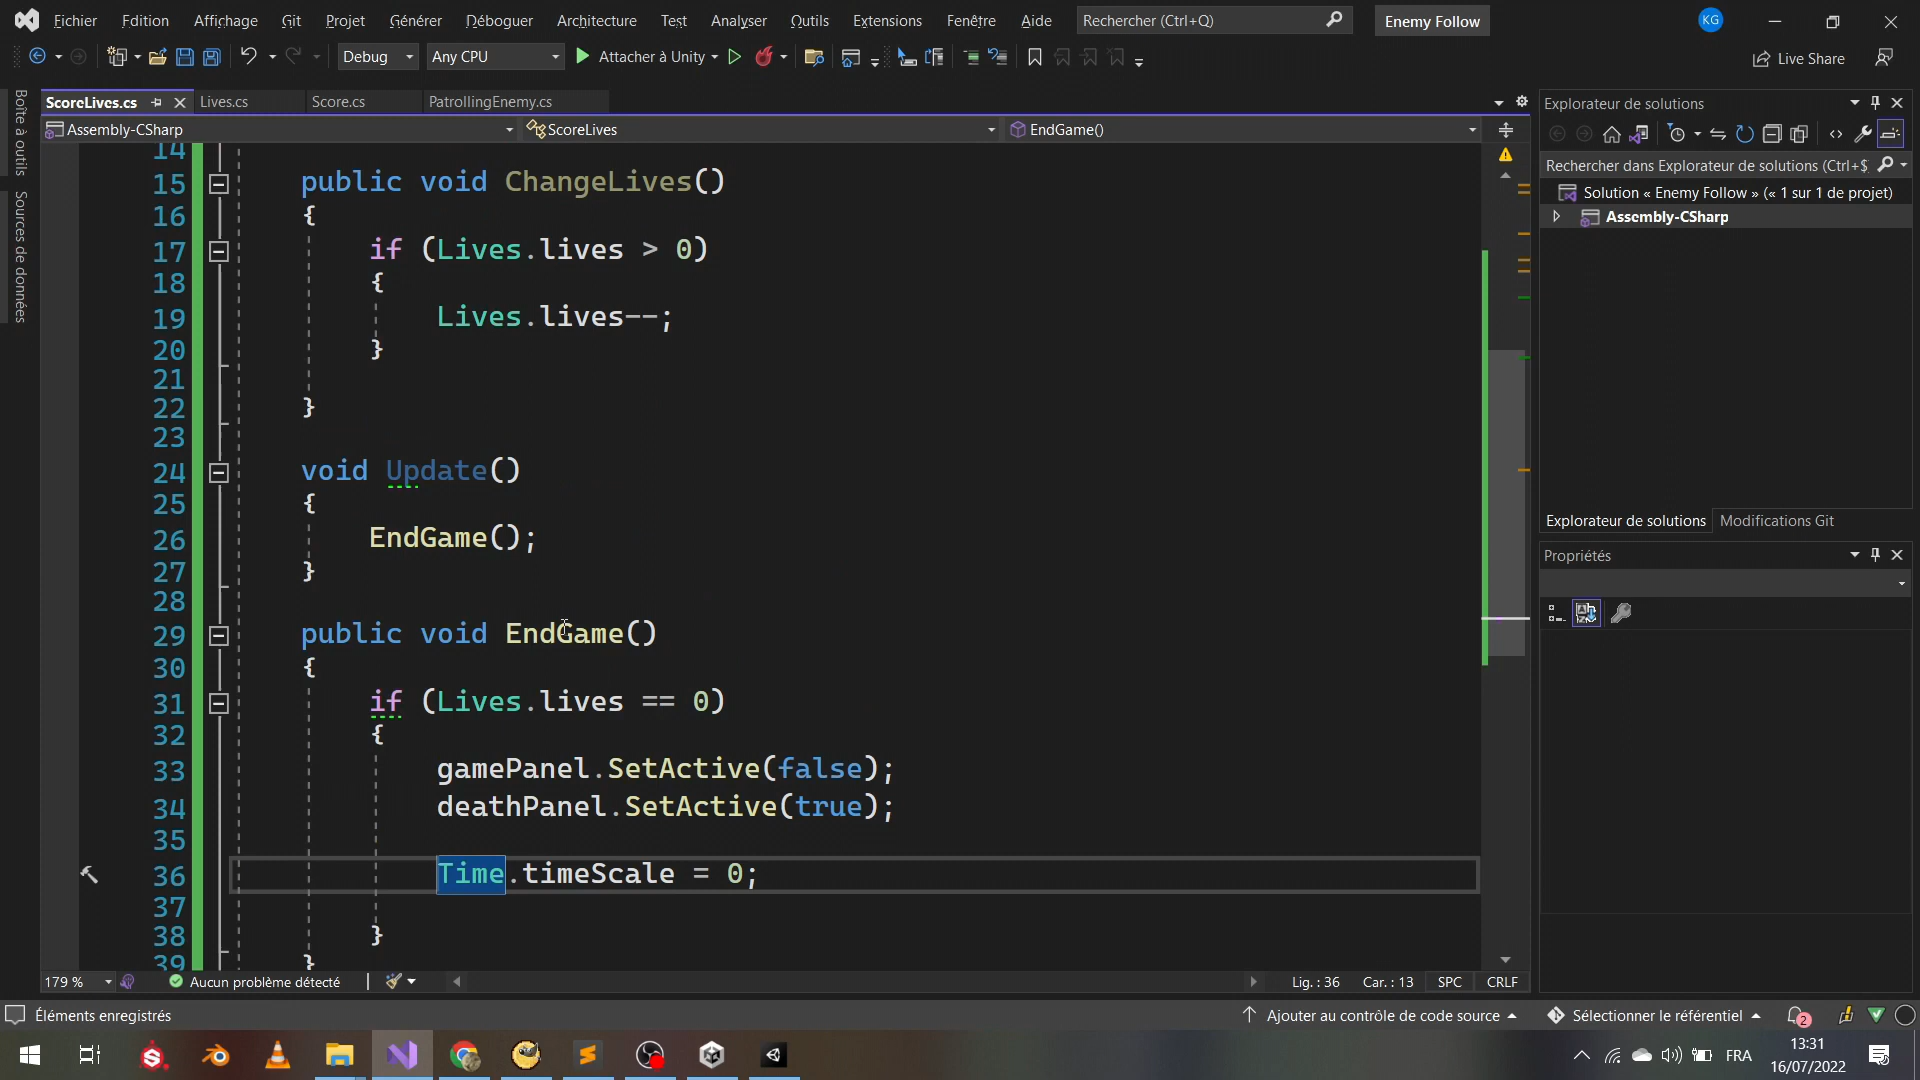 Fichier Edition Affichage Git Projet Générer Déboguer Architecture Test Analyser Outils Extensions Fenêtre Aide Rechercher (Ctrl+Q) Enemy Follow KG
Debug Any CPU Attacher à Unity Live Share
Boîte à outils
Sources de données
ScoreLives.cs Lives.cs Score.cs PatrollingEnemy.cs
Assembly-CSharp ScoreLives EndGame()
14
15 public void ChangeLives()
16 {
17 if (Lives.lives > 0)
18 {
19 Lives.lives--;
20 }
21
22 }
23
24 void Update()
25 {
26 EndGame();
27 }
28
29 public void EndGame()
30 {
31 if (Lives.lives == 0)
32 {
33 gamePanel.SetActive(false);
34 deathPanel.SetActive(true);
35
36 Time.timeScale = 0;
37
38 }
39 }
179 % Aucun problème détecté Lig. : 36 Car. : 13 SPC CRLF
Explorateur de solutions
Rechercher dans Explorateur de solutions (Ctrl+$
Solution « Enemy Follow » (« 1 sur 1 de projet)
Assembly-CSharp
Explorateur de solutions Modifications Git
Propriétés
Éléments enregistrés Ajouter au contrôle de code source Sélectionner le référentiel 2
FRA
13:31
16/07/2022